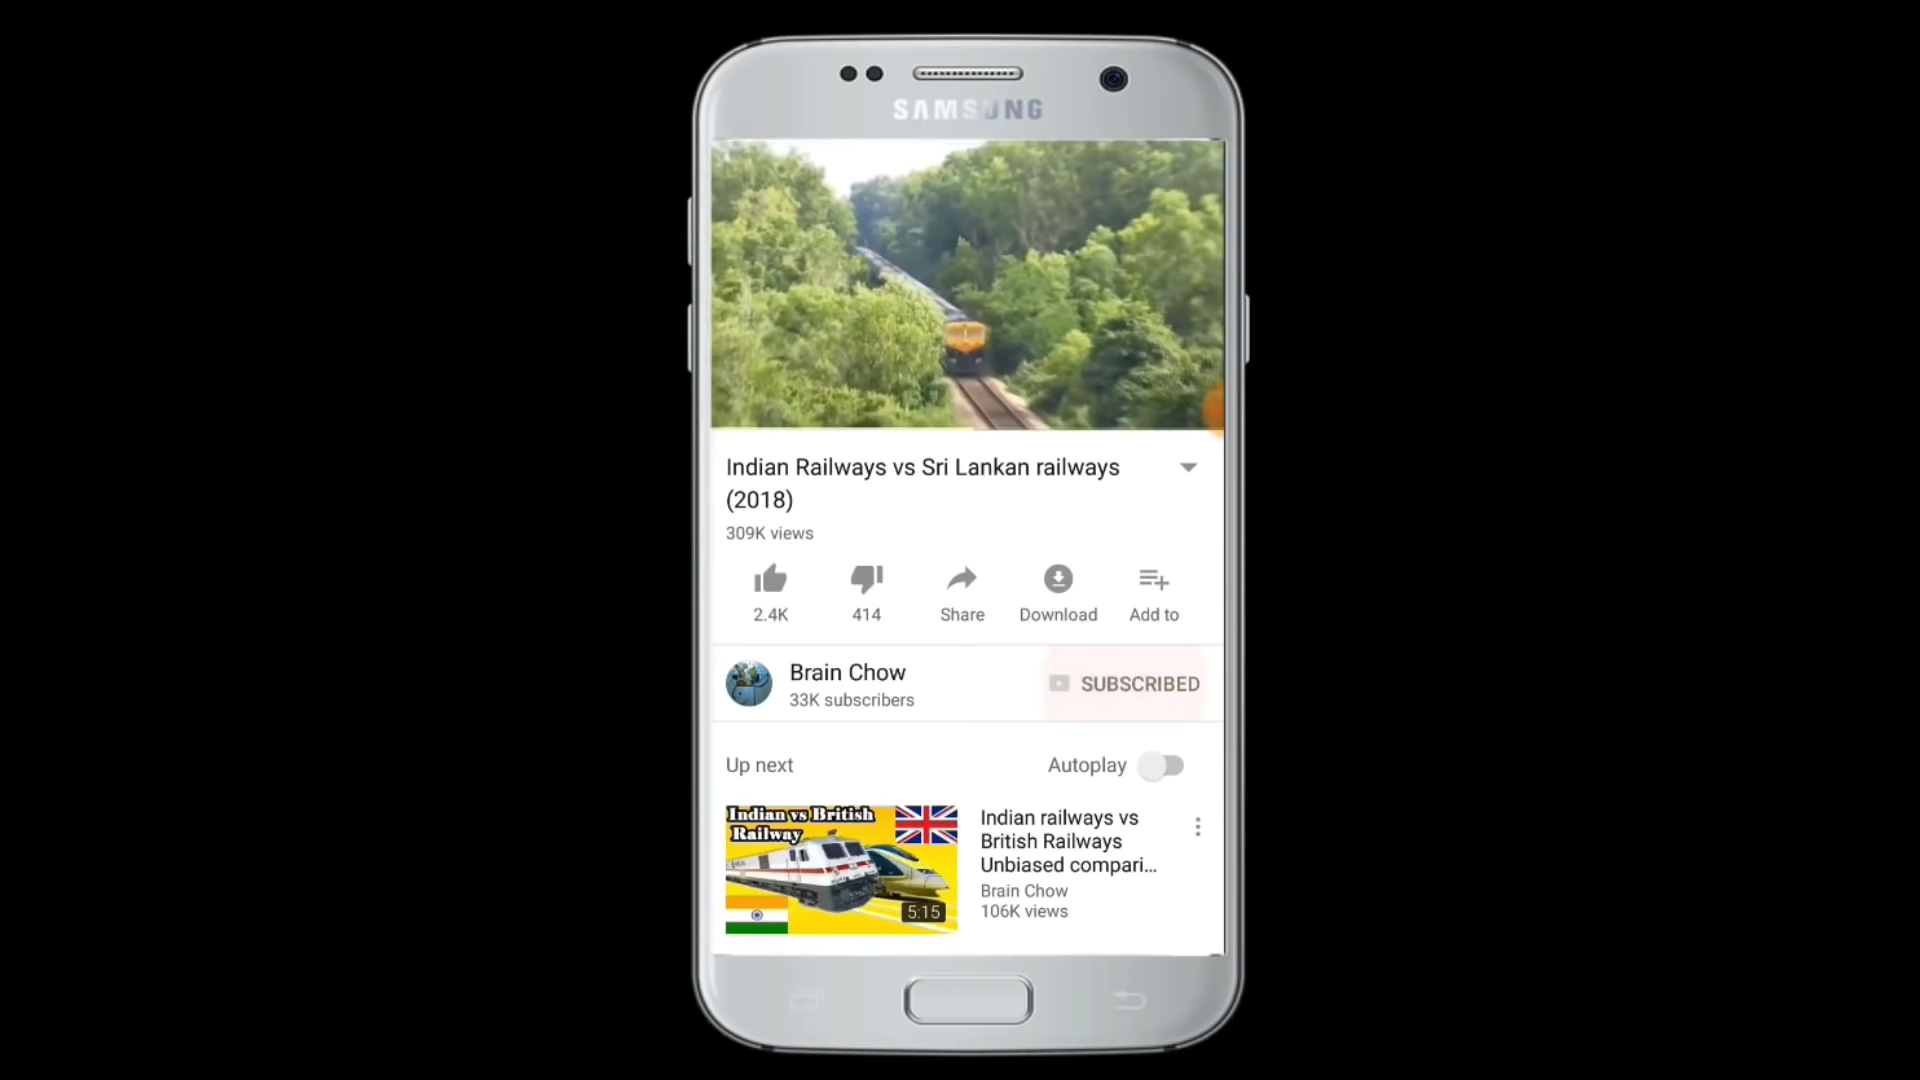 SAMSUNG
Indian Railways vs Sri Lankan railways
(2018)
309K views
2.4K
414
Share
Download
Add to
Brain Chow
33K subscribers
SUBSCRIBED
Up next
Autoplay
Indian vs British
Railway
5:15
Indian railways vs
British Railways
Unbiased compari...
Brain Chow
106K views